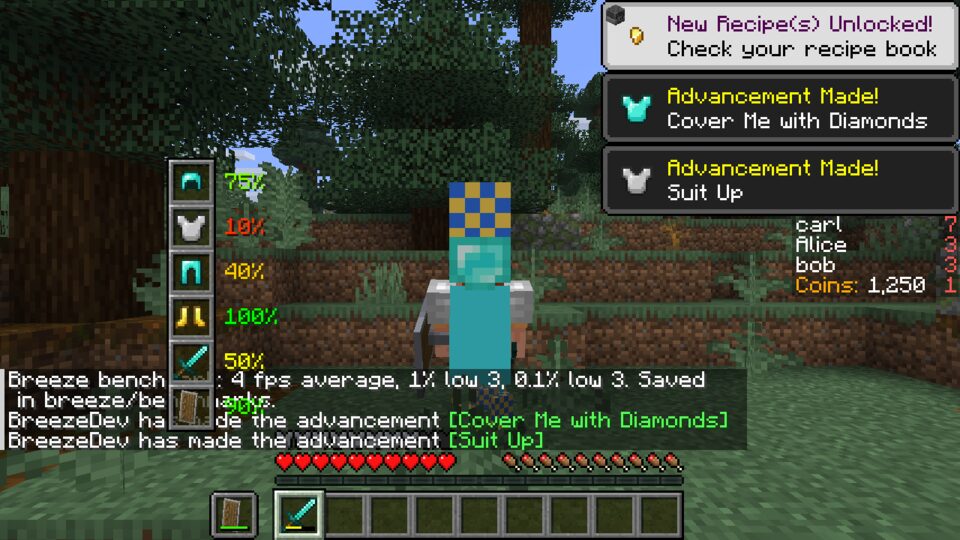 New Recipe(s) Unlocked!
Check your recipe book
Advancement Made!
Cover Me with Diamonds
Advancement Made!
Suit Up
75%
10%
40%
100%
50%
90%
carl 7
Alice 3
bob 3
Coins: 1,250 1
Breeze bench : 4 fps average, 1% low 3, 0.1% low 3. Saved
in breeze/be arks.
BreezeDev ha de the advancement [Cover Me with Diamonds]
BreezeDev has made the advancement [Suit Up]